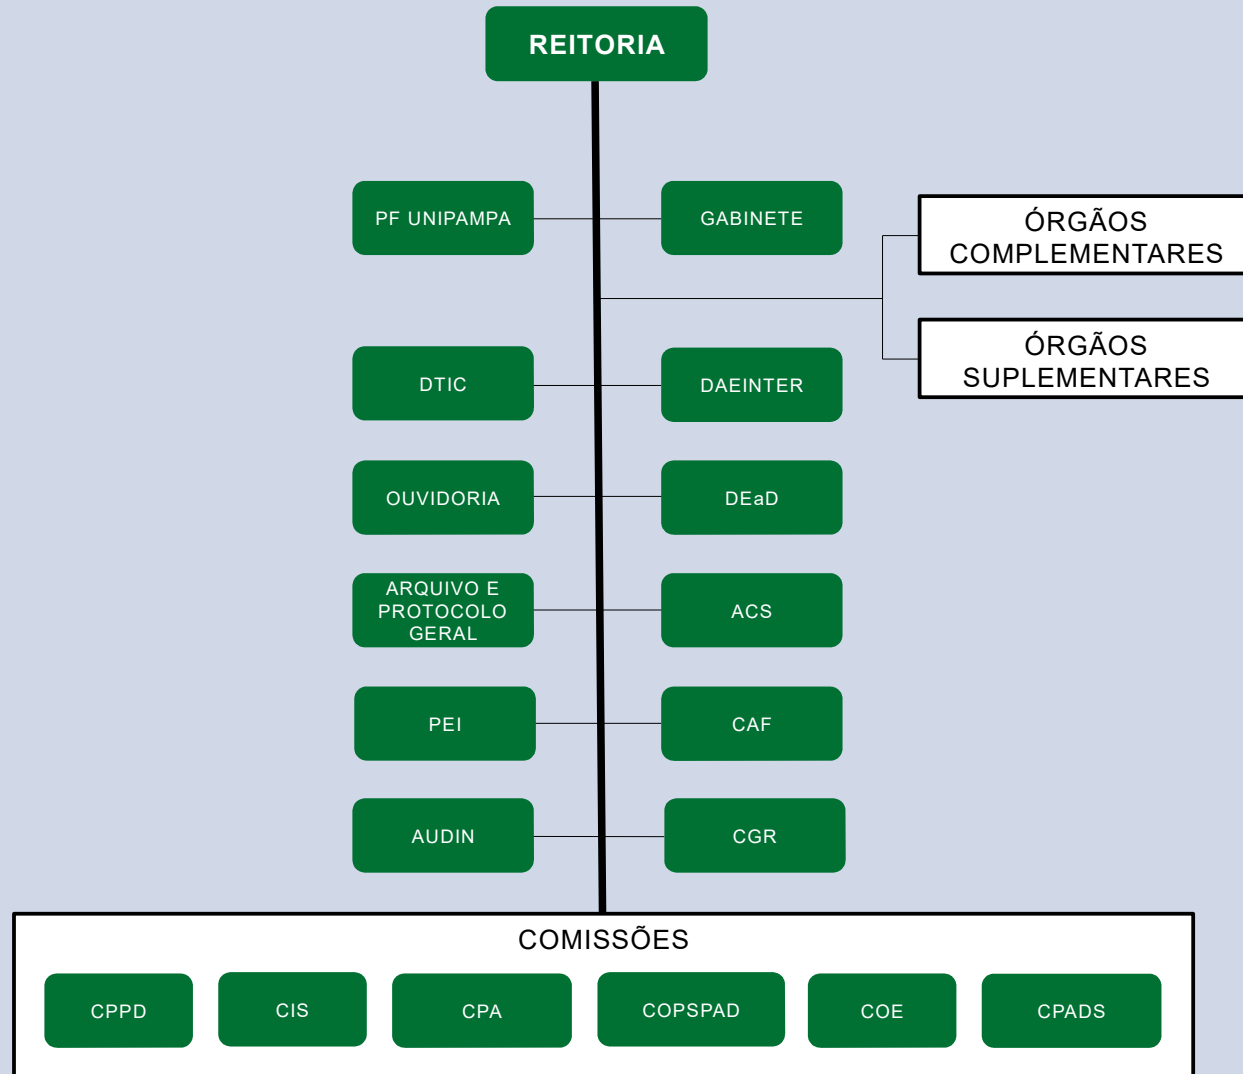 REITORIA
PF UNIPAMPA
GABINETE
ÓRGÃOS
COMPLEMENTARES
ÓRGÃOS
SUPLEMENTARES
DTIC
DAEINTER
OUVIDORIA
DEaD
ARQUIVO E
PROTOCOLO
GERAL
ACS
PEI
CAF
AUDIN
CGR
COMISSÕES
CPPD
CIS
CPA
COPSPAD
COE
CPADS